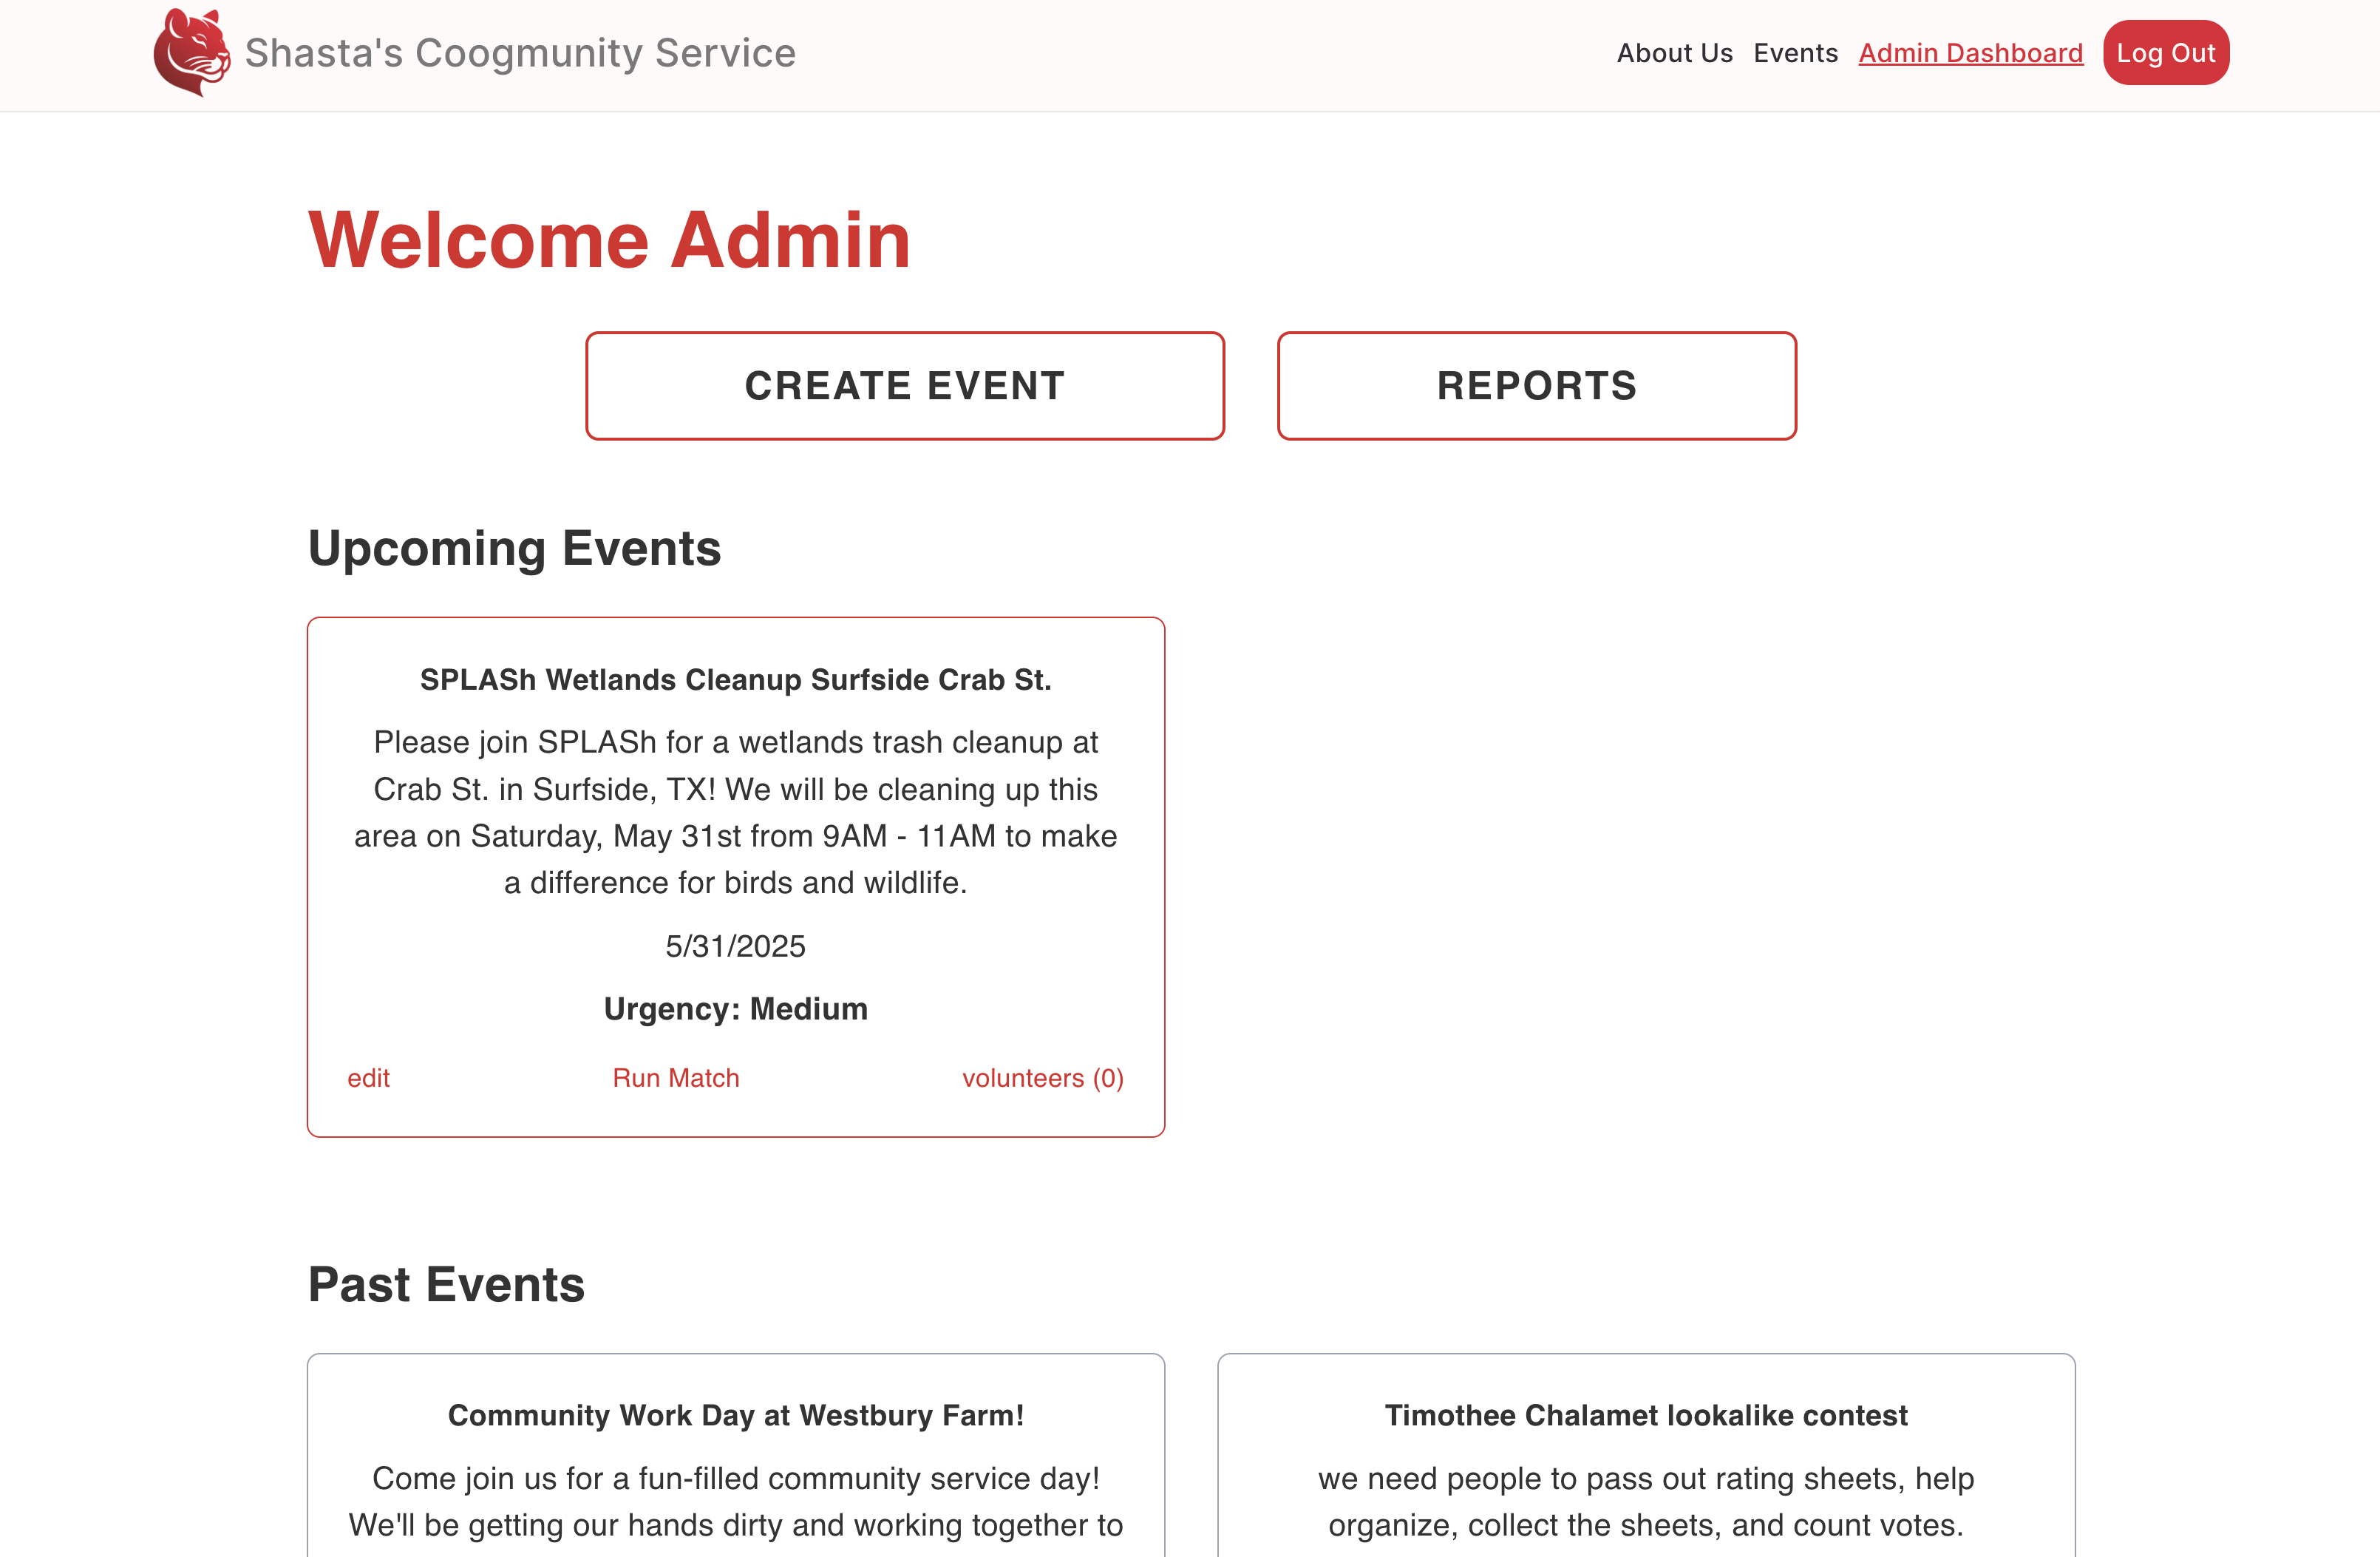 Shasta's Coogmunity Service
About Us Events Admin Dashboard Log Out
Welcome Admin
CREATE EVENT REPORTS
Upcoming Events
SPLASh Wetlands Cleanup Surfside Crab St.
Please join SPLASh for a wetlands trash cleanup at
Crab St. in Surfside, TX! We will be cleaning up this
area on Saturday, May 31st from 9AM - 11AM to make
a difference for birds and wildlife.
5/31/2025
Urgency: Medium
edit Run Match volunteers (0)
Past Events
Community Work Day at Westbury Farm!
Come join us for a fun-filled community service day!
We'll be getting our hands dirty and working together to
Timothee Chalamet lookalike contest
we need people to pass out rating sheets, help
organize, collect the sheets, and count votes.